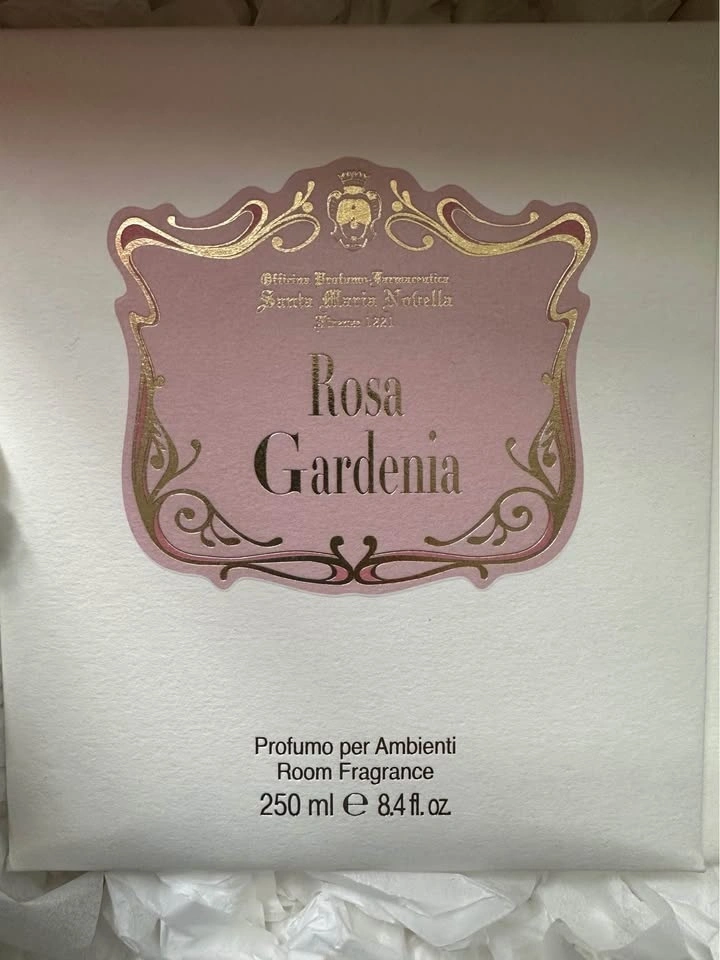 Officina Profumo-Farmaceutica
Santa Maria Novella
Firenze 1221
Rosa
Gardenia
Profumo per Ambienti
Room Fragrance
250 ml ℮ 8.4 fl. oz.